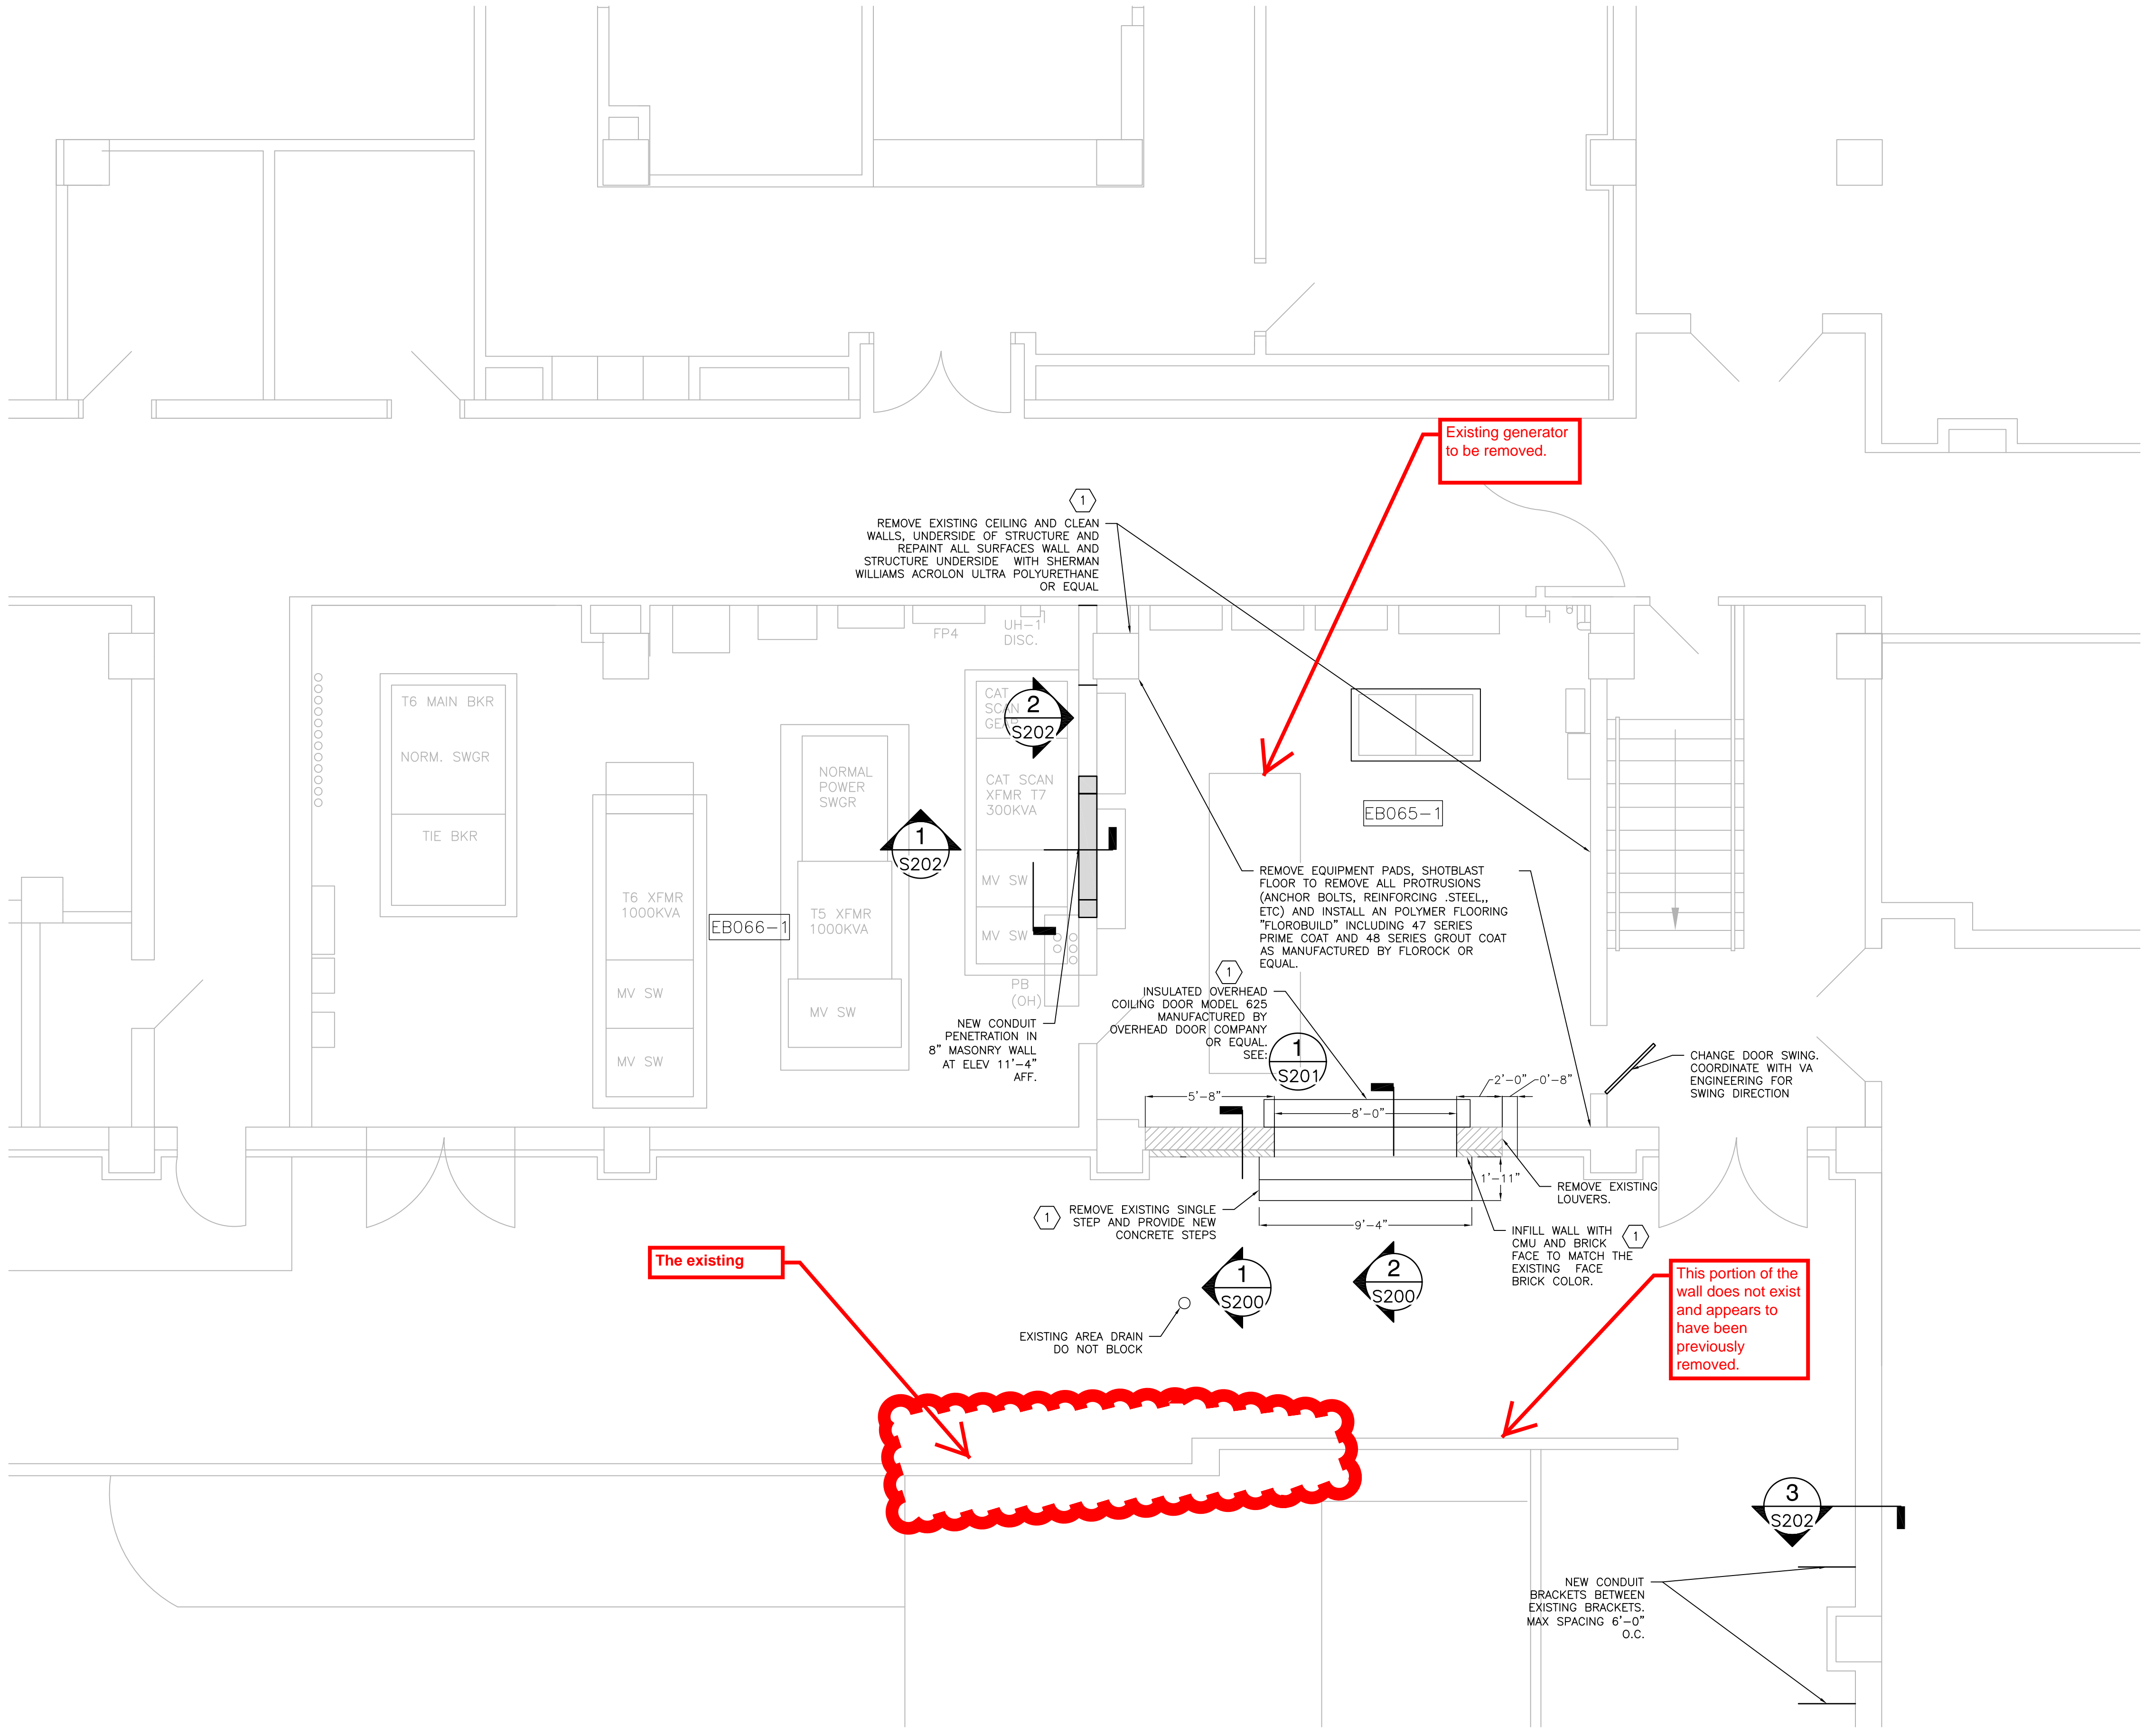 Existing generator
to be removed.
1
REMOVE EXISTING CEILING AND CLEAN
WALLS, UNDERSIDE OF STRUCTURE AND
REPAINT ALL SURFACES WALL AND
STRUCTURE UNDERSIDE WITH SHERMAN
WILLIAMS ACROLON ULTRA POLYURETHANE
OR EQUAL
FP4
UH-1
DISC.
T6 MAIN BKR
NORM. SWGR
TIE BKR
T6 XFMR
1000KVA
MV SW
MV SW
EB066-1
NORMAL
POWER
SWGR
T5 XFMR
1000KVA
MV SW
1
S202
CAT
SCAN
GEAR
2
S202
CAT SCAN
XFMR T7
300KVA
MV SW
MV SW
PB
(OH)
NEW CONDUIT
PENETRATION IN
8" MASONRY WALL
AT ELEV 11'-4"
AFF.
EB065-1
REMOVE EQUIPMENT PADS, SHOTBLAST
FLOOR TO REMOVE ALL PROTRUSIONS
(ANCHOR BOLTS, REINFORCING .STEEL,,
ETC) AND INSTALL AN POLYMER FLOORING
"FLOROBUILD" INCLUDING 47 SERIES
PRIME COAT AND 48 SERIES GROUT COAT
AS MANUFACTURED BY FLOROCK OR
EQUAL.
1
INSULATED OVERHEAD
COILING DOOR MODEL 625
MANUFACTURED BY
OVERHEAD DOOR COMPANY
OR EQUAL.
SEE:
1
S201
CHANGE DOOR SWING.
COORDINATE WITH VA
ENGINEERING FOR
SWING DIRECTION
5'-8"
8'-0"
2'-0"
0'-8"
1'-11"
9'-4"
REMOVE EXISTING
LOUVERS.
1
REMOVE EXISTING SINGLE
STEP AND PROVIDE NEW
CONCRETE STEPS
INFILL WALL WITH
CMU AND BRICK
FACE TO MATCH THE
EXISTING FACE
BRICK COLOR.
1
The existing
1
S200
2
S200
This portion of the
wall does not exist
and appears to
have been
previously
removed.
EXISTING AREA DRAIN
DO NOT BLOCK
3
S202
NEW CONDUIT
BRACKETS BETWEEN
EXISTING BRACKETS.
MAX SPACING 6'-0"
O.C.